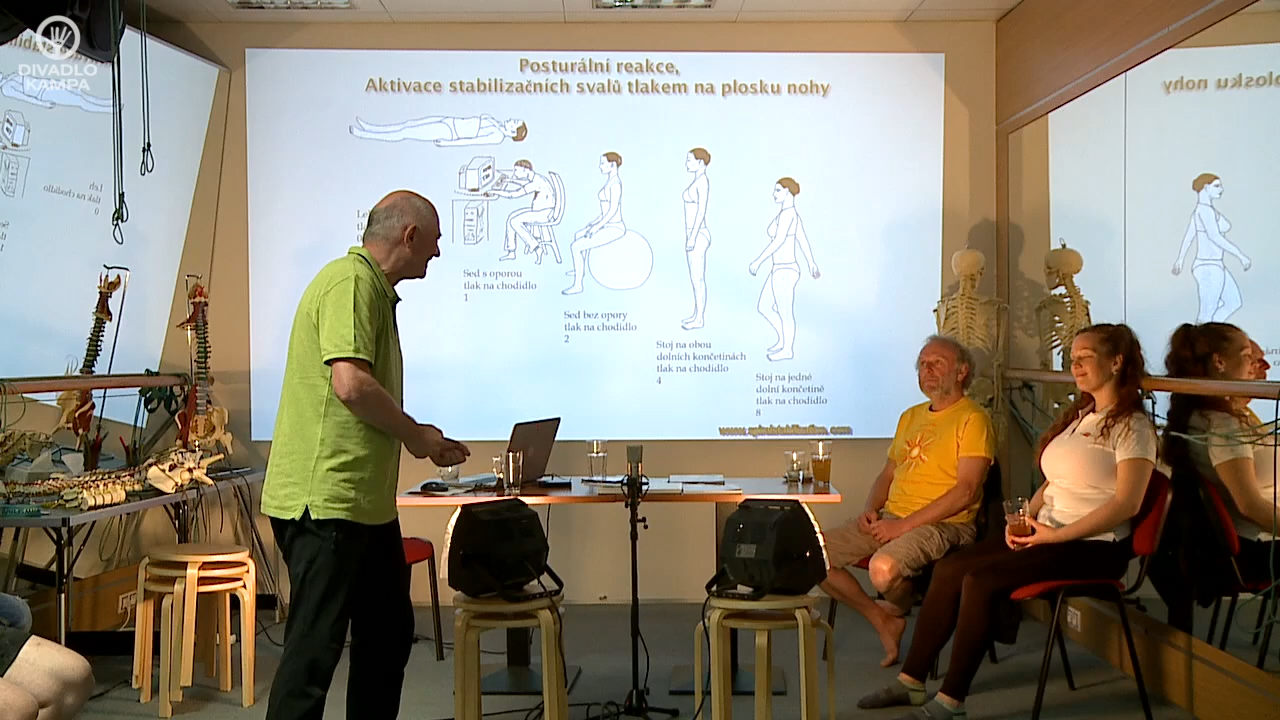 DIVADLO
KAMPA
Posturální reakce,
Aktivace stabilizačních svalů tlakem na plosku nohy
Sed s oporou
tlak na chodidlo
1
Sed bez opory
tlak na chodidlo
2
Stoj na obou
dolních končetinách
tlak na chodidlo
4
Stoj na jedné
dolní končetině
tlak na chodidlo
8